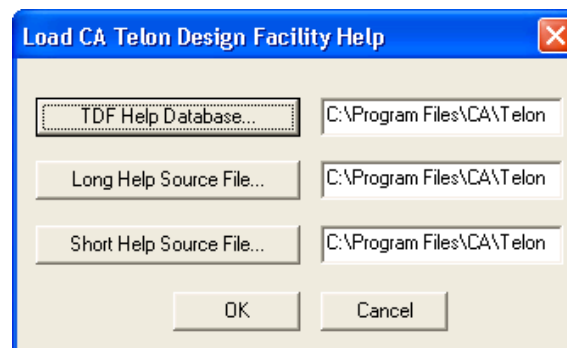 Load CA Telon Design Facility Help
TDF Help Database... C:\Program Files\CA\Telon
Long Help Source File... C:\Program Files\CA\Telon
Short Help Source File... C:\Program Files\CA\Telon
OK Cancel